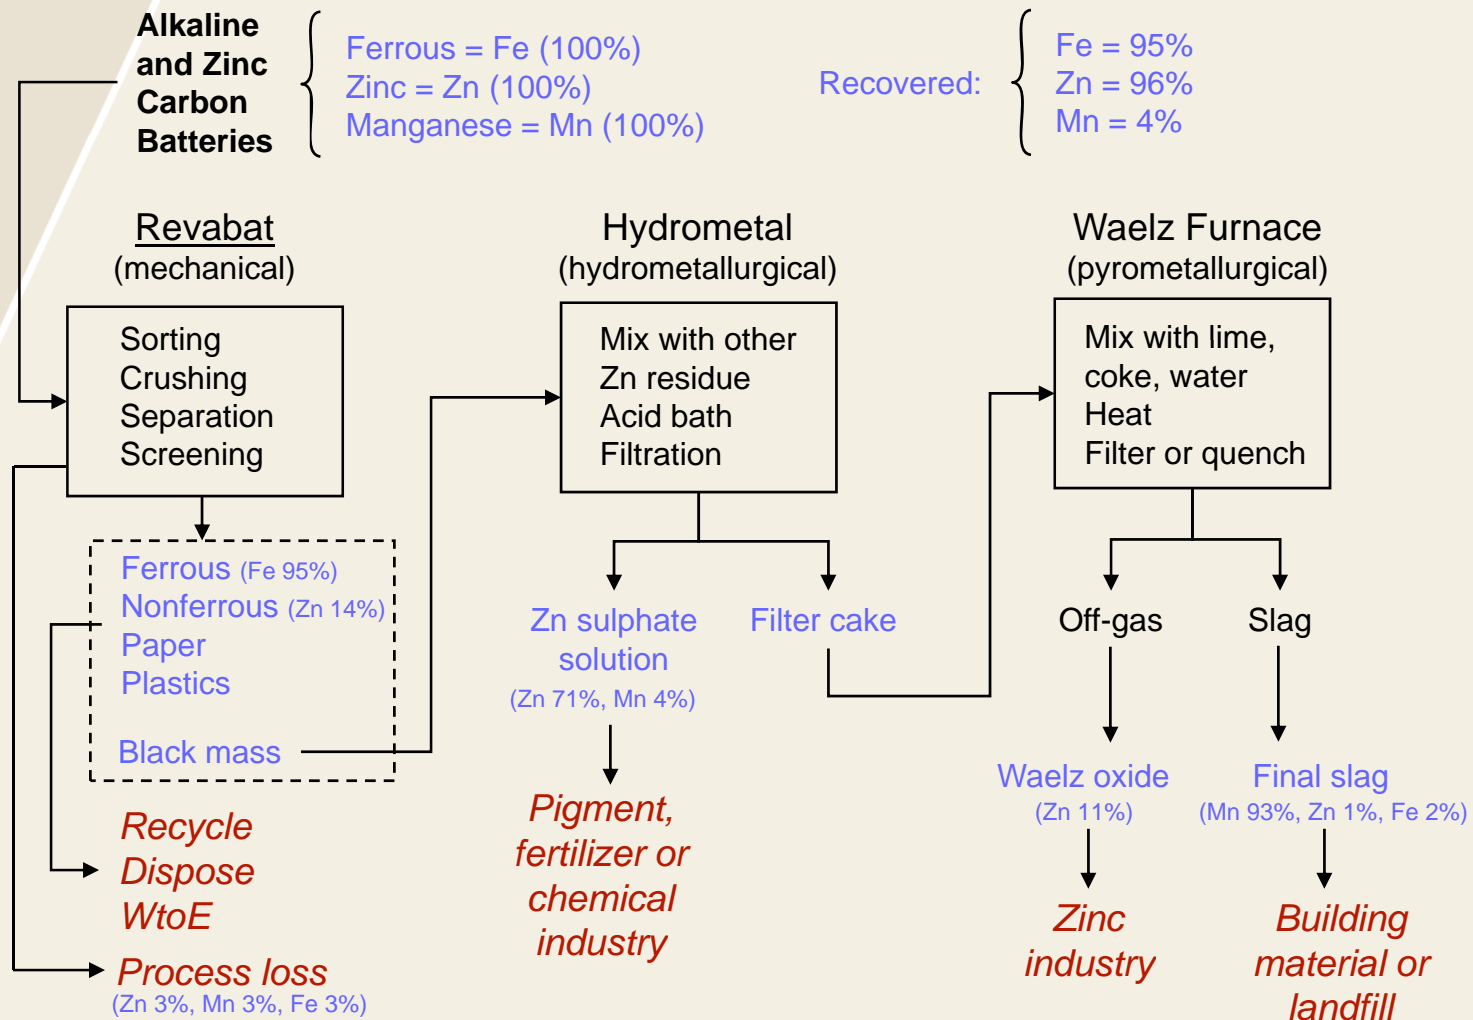 Alkaline
and Zinc
Carbon
Batteries
Ferrous = Fe (100%)
Zinc = Zn (100%)
Manganese = Mn (100%)
Recovered:
Fe = 95%
Zn = 96%
Mn = 4%
Revabat
(mechanical)
Sorting
Crushing
Separation
Screening
Ferrous (Fe 95%)
Nonferrous (Zn 14%)
Paper
Plastics
Black mass
Recycle
Dispose
WtoE
Process loss
(Zn 3%, Mn 3%, Fe 3%)
Hydrometal
(hydrometallurgical)
Mix with other
Zn residue
Acid bath
Filtration
Zn sulphate
solution
(Zn 71%, Mn 4%)
Filter cake
Pigment,
fertilizer or
chemical
industry
Waelz Furnace
(pyrometallurgical)
Mix with lime,
coke, water
Heat
Filter or quench
Off-gas
Slag
Waelz oxide
(Zn 11%)
Final slag
(Mn 93%, Zn 1%, Fe 2%)
Zinc
industry
Building
material or
landfill